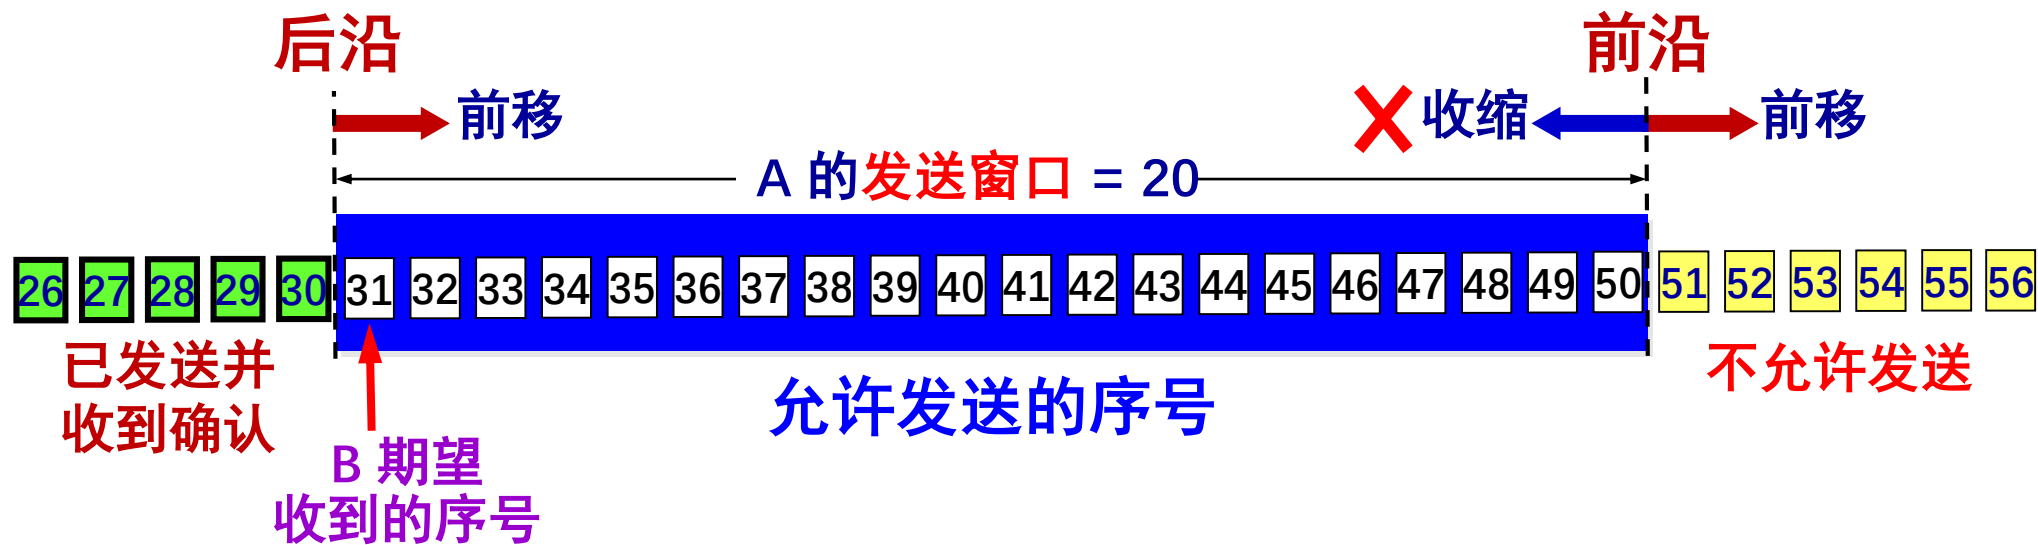 后沿
前沿
前移
收缩
前移
A 的发送窗口 = 20
26 27 28 29 30 31 32 33 34 35 36 37 38 39 40 41 42 43 44 45 46 47 48 49 50 51 52 53 54 55 56
已发送并
收到确认
允许发送的序号
不允许发送
B 期望
收到的序号